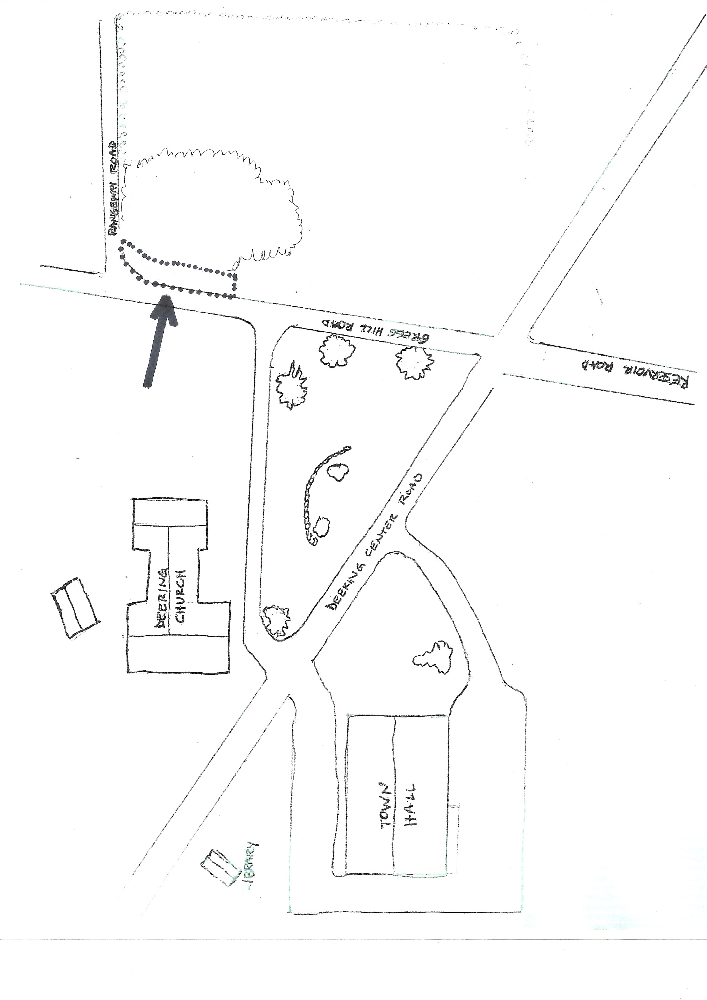 RANGEWAY ROAD
GREGG HILL ROAD
RESERVOIR ROAD
DEERING CENTER ROAD
DEERING
CHURCH
TOWN
HALL
LIBRARY